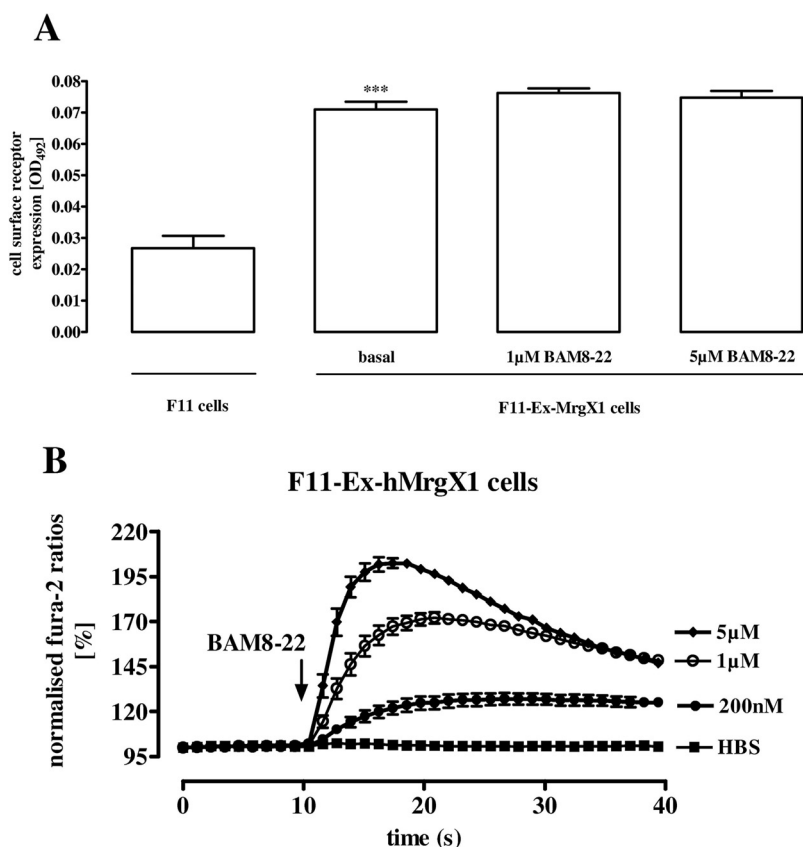 A
cell surface receptor
expression [OD492]
0.08
0.07
0.06
0.05
0.04
0.03
0.02
0.01
0.00
***
basal
1µM BAM8-22
5µM BAM8-22
F11 cells
F11-Ex-MrgX1 cells
B
F11-Ex-hMrgX1 cells
normalised fura-2 ratios
[%]
220
195
170
145
120
95
BAM8-22
5µM
1µM
200nM
HBS
0
10
20
30
40
time (s)